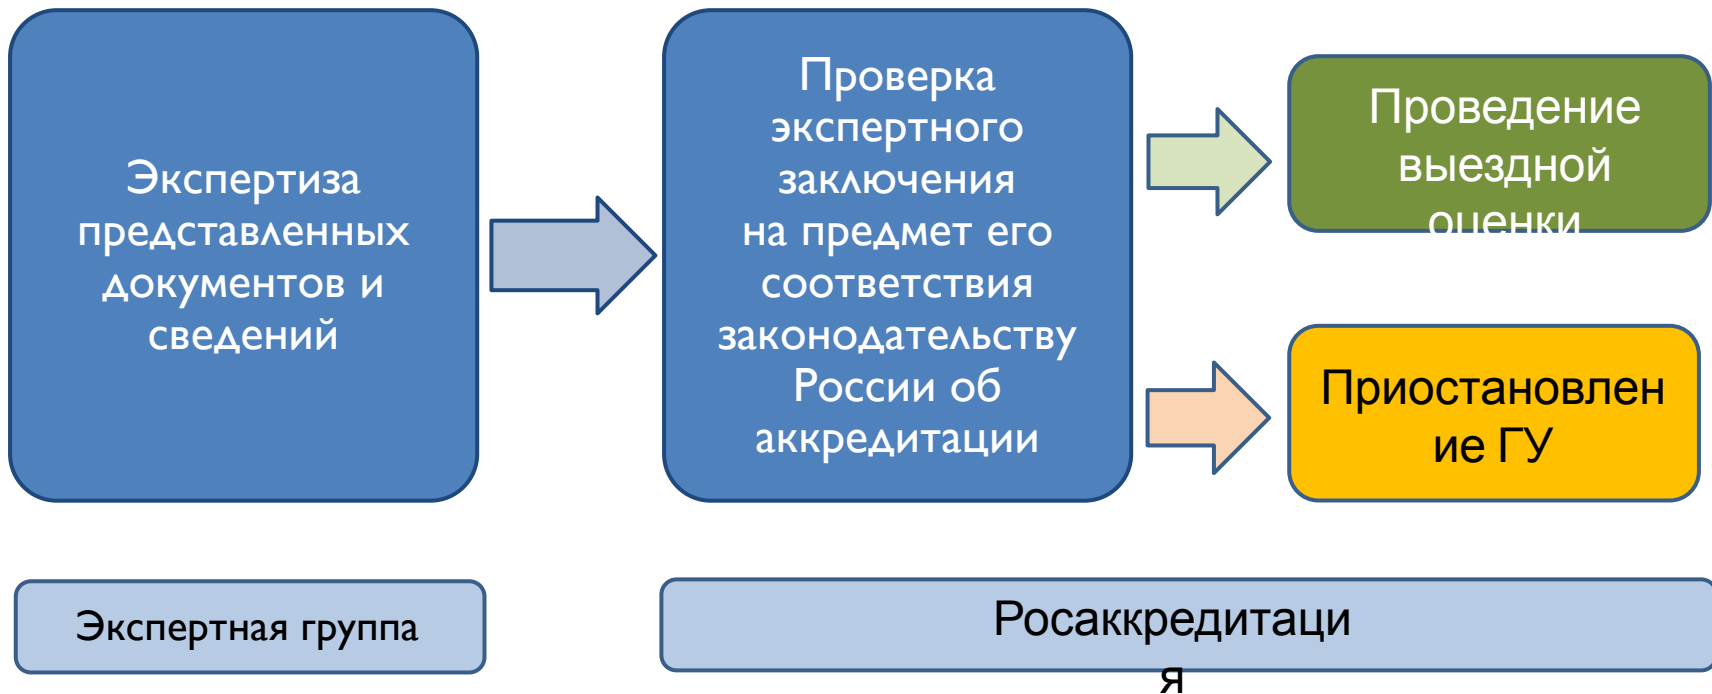 Экспертиза
представленных
документов и
сведений
Проверка
экспертного
заключения
на предмет его
соответствия
законодательству
России об
аккредитации
Проведение
выездной
оценки
Приостановлен
ие ГУ
Экспертная группа
Росаккредитаци
я